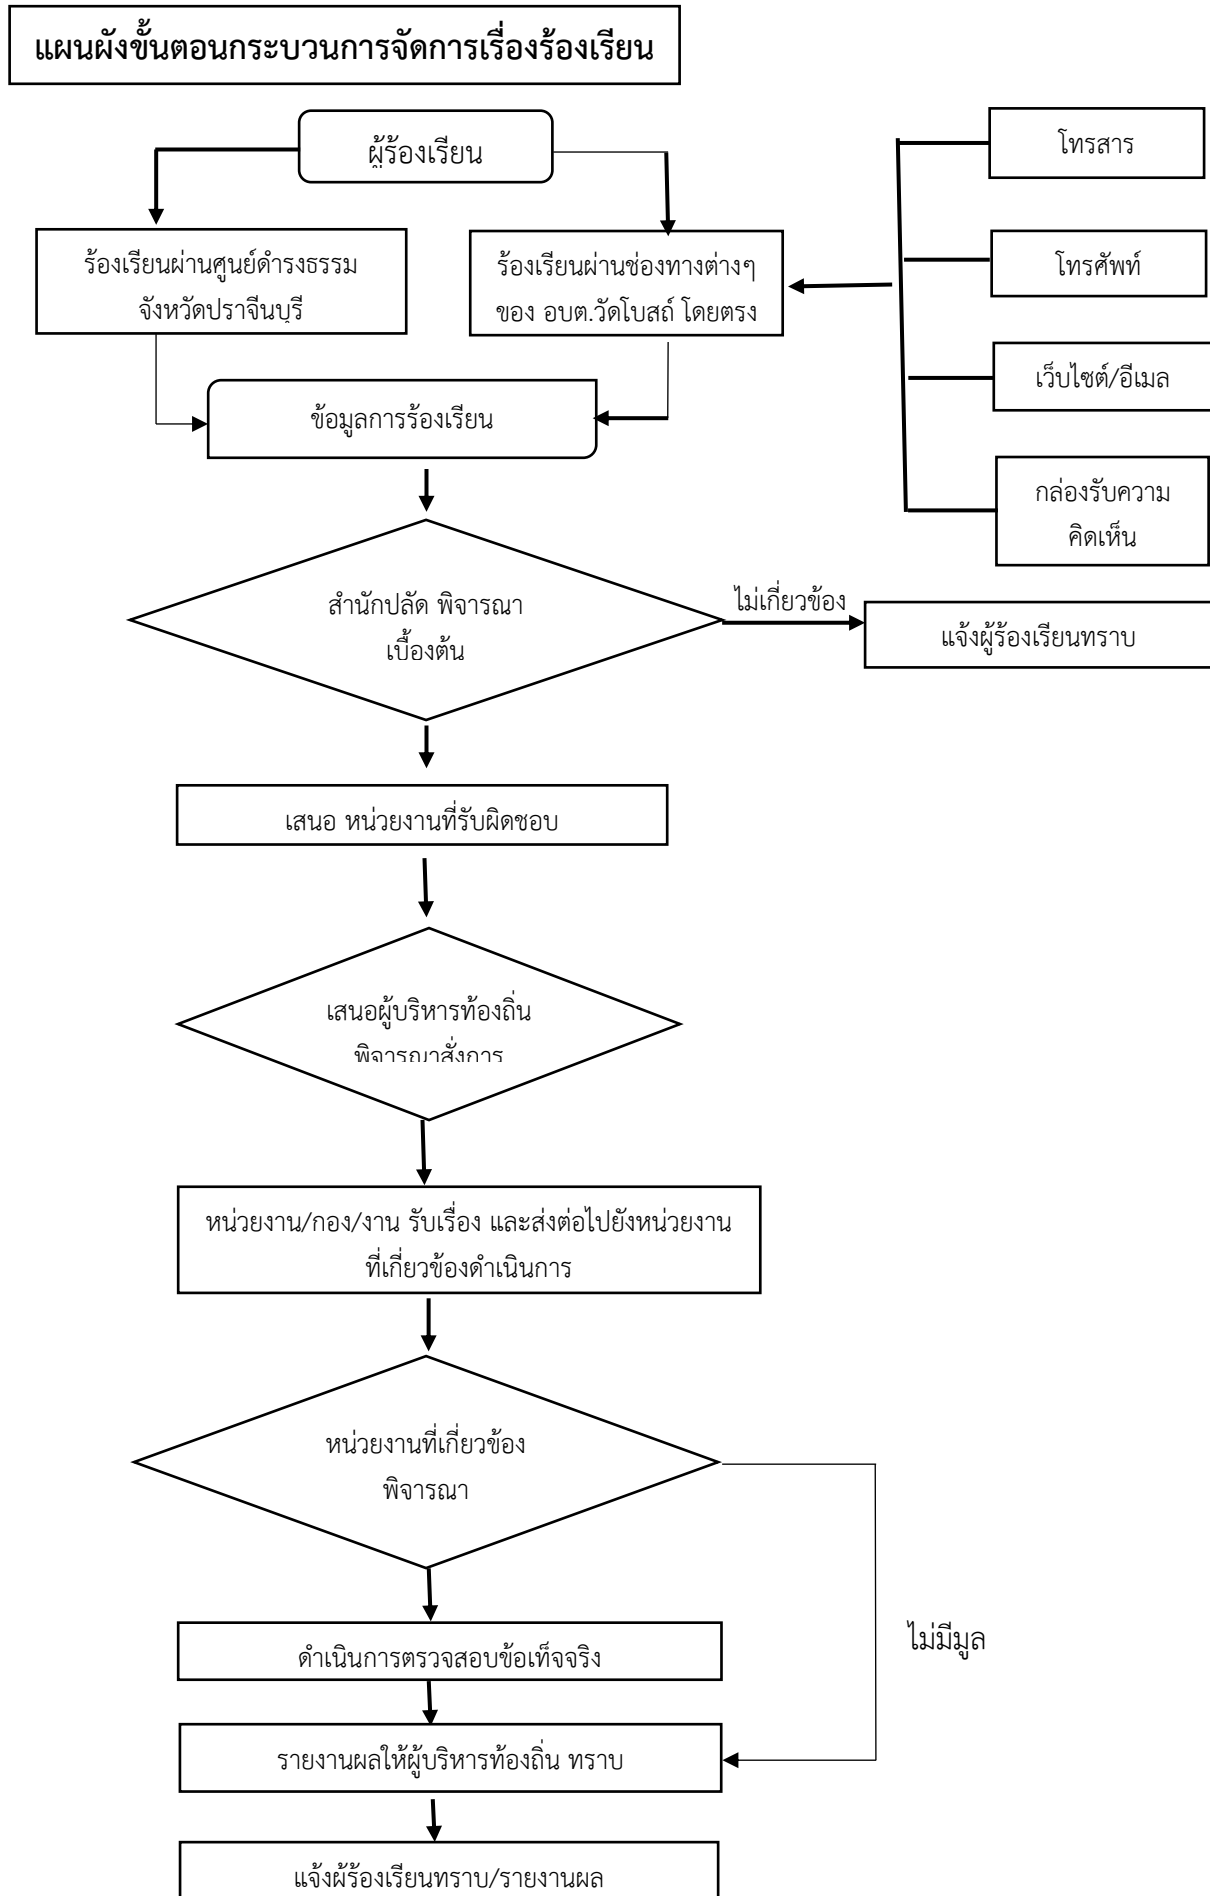 แผนผังขั้นตอนกระบวนการจัดการเรื่องร้องเรียน
ผู้ร้องเรียน
โทรสาร
ร้องเรียนผ่านศูนย์ดำรงธรรม
จังหวัดปราจีนบุรี
ร้องเรียนผ่านช่องทางต่างๆ
ของ อบต.วัดโบสถ์ โดยตรง
โทรศัพท์
เว็บไซต์/อีเมล
ข้อมูลการร้องเรียน
กล่องรับความ
คิดเห็น
สำนักปลัด พิจารณา
เบื้องต้น
ไม่เกี่ยวข้อง
แจ้งผู้ร้องเรียนทราบ
เสนอ หน่วยงานที่รับผิดชอบ
เสนอผู้บริหารท้องถิ่น
พิจารณาสั่งการ
หน่วยงาน/กอง/งาน รับเรื่อง และส่งต่อไปยังหน่วยงาน
ที่เกี่ยวข้องดำเนินการ
หน่วยงานที่เกี่ยวข้อง
พิจารณา
ไม่มีมูล
ดำเนินการตรวจสอบข้อเท็จจริง
รายงานผลให้ผู้บริหารท้องถิ่น ทราบ
แจ้งผู้ร้องเรียนทราบ/รายงานผล